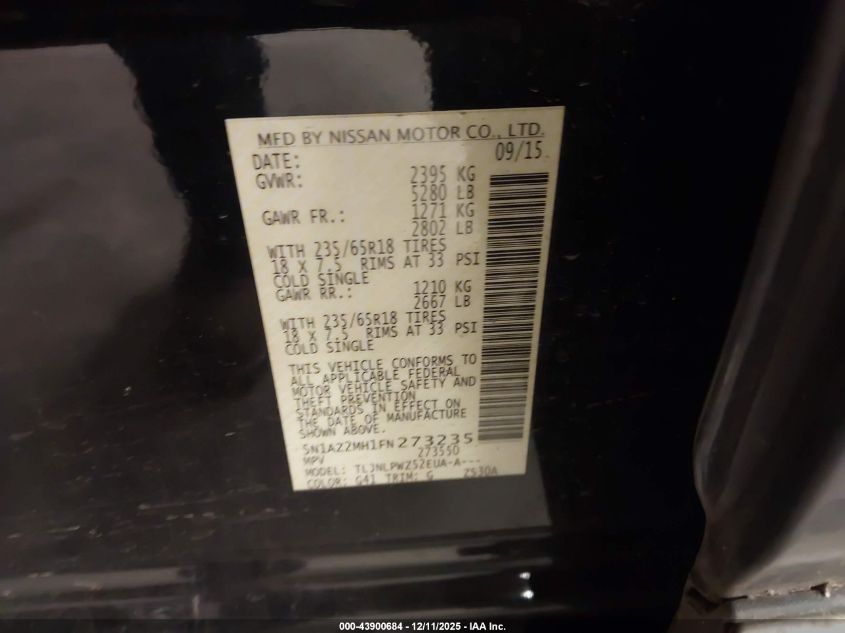 MFD BY NISSAN MOTOR CO., LTD.
DATE: 09/15
GVWR: 2395 KG
5280 LB
GAWR FR.: 1271 KG
2802 LB
WITH 235/65R18 TIRES
18 X 7.5 RIMS AT 33 PSI
COLD SINGLE
GAWR RR.: 1210 KG
2667 LB
WITH 235/65R18 TIRES
18 X 7.5 RIMS AT 33 PSI
COLD SINGLE
THIS VEHICLE CONFORMS TO
ALL APPLICABLE FEDERAL
MOTOR VEHICLE SAFETY AND
THEFT PREVENTION
STANDARDS IN EFFECT ON
THE DATE OF MANUFACTURE
SHOWN ABOVE.
5N1AZ2MH1FN273235
MPV 273550
MODEL: TLJNLPWZ52EUA-A---
COLOR: G41 TRIM: G Z530A
000-43900684 - 12/11/2025 - IAA Inc.